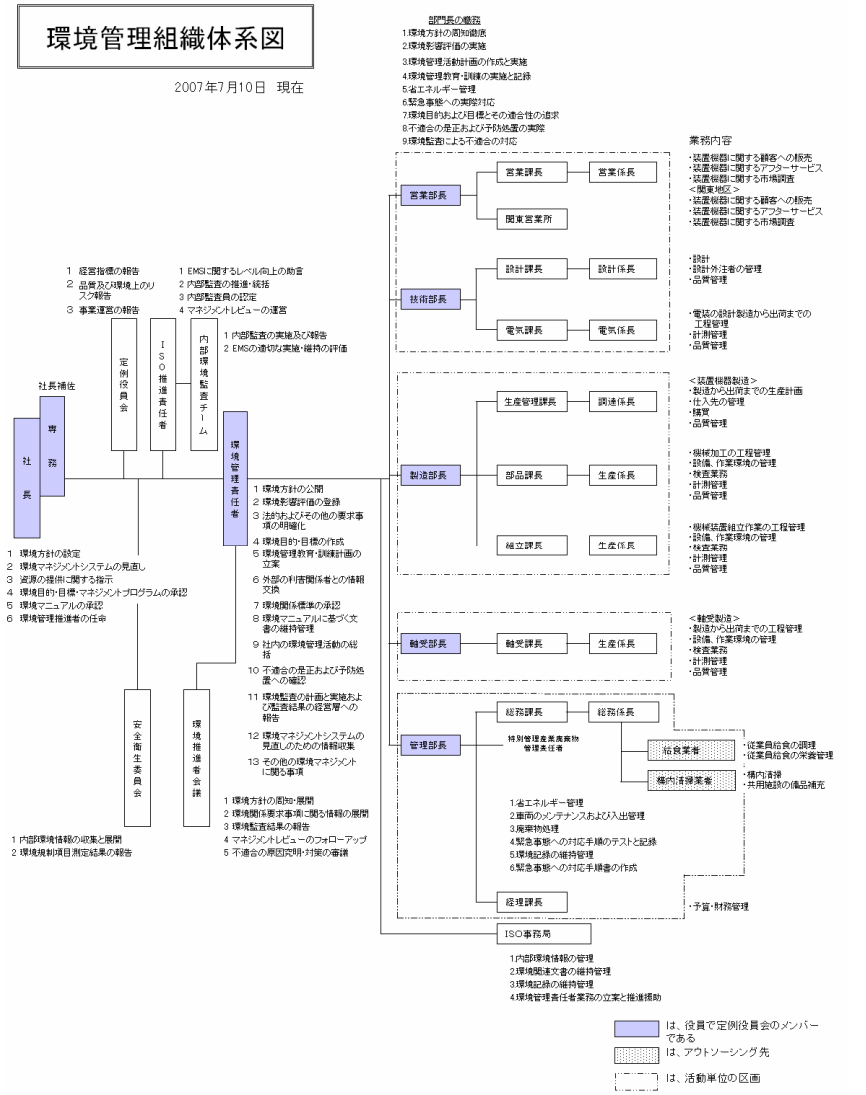 環境管理組織体系図
2007年7月10日 現在
部門長の職務
1.環境方針の周知徹底
2.環境影響評価の実施
3.環境管理活動計画の作成と実施
4.環境管理教育・訓練の実施と記録
5.省エネルギー管理
6.緊急事態への実際対応
7.環境目的および目標とその適合性の追求
8.不適合の是正および予防処置の実際
9.環境監査による不適合の対応
業務内容
営業部長
営業課長
営業係長
関東営業所
・装置機器に関する顧客への販売
・装置機器に関するアフターサービス
・装置機器に関する市場調査
<関東地区>
・装置機器に関する顧客への販売
・装置機器に関するアフターサービス
・装置機器に関する市場調査
技術部長
設計課長
設計係長
・設計
・設計外注者の管理
・品質管理
電気課長
電気係長
・電装の設計製造から出荷までの
工程管理
・計測管理
・品質管理
1 経営指標の報告
2 品質及び環境上のリ
スク報告
3 事業運営の報告
1 EMSに関するレベル向上の助言
2 内部監査の推進・統括
3 内部監査員の認定
4 マネジメントレビューの運営
1 内部監査の実施及び報告
2 EMSの適切な実施・維持の評価
定例役員会
ISO推進責任者
内部環境監査チーム
社長補佐
社長
専務
環境管理責任者
1 環境方針の設定
2 環境マネジメントシステムの見直し
3 資源の提供に関する指示
4 環境目的・目標・マネジメントプログラムの承認
5 環境マニュアルの承認
6 環境管理推進者の任命
1 環境方針の公開
2 環境影響評価の登録
3 法的およびその他の要求事
項の明確化
4 環境目的・目標の作成
5 環境管理教育・訓練計画の
立案
6 外部の利害関係者との情報
交換
7 環境関係標準の承認
8 環境マニュアルに基づく文
書の維持管理
9 社内の環境管理活動の総
括
10 不適合の是正および予防処
置への確認
11 環境監査の計画と実施およ
び監査結果の経営層への
報告
12 環境マネジメントシステムの
見直しのための情報収集
13 その他の環境マネジメント
に関る事項
安全衛生委員会
1 内部環境情報の収集と展開
2 環境規制項目測定結果の報告
環境推進者会議
1 環境方針の周知・展開
2 環境関係要求事項に関る情報の展開
3 環境監査結果の報告
4 マネジメントレビューのフォローアップ
5 不適合の原因究明・対策の審議
製造部長
生産管理課長
調達係長
<装置機器製造>
・製造から出荷までの生産計画
・仕入先の管理
・購買
・品質管理
部品課長
生産係長
・機械加工の工程管理
・設備、作業環境の管理
・検査業務
・計測管理
・品質管理
組立課長
生産係長
・機械装置組立作業の工程管理
・設備、作業環境の管理
・検査業務
・計測管理
・品質管理
軸受部長
軸受課長
生産係長
<軸受製造>
・製造から出荷までの工程管理
・設備、作業環境の管理
・検査業務
・計測管理
・品質管理
管理部長
総務課長
総務係長
特別管理産業廃棄物
管理責任者
給食業者
・従業員給食の調理
・従業員給食の栄養管理
構内清掃業者
・構内清掃
・共用施設の備品補充
1.省エネルギー管理
2.車両のメンテナンスおよび入出管理
3.廃棄物処理
4.緊急事態への対応手順のテストと記録
5.環境記録の維持管理
6.緊急事態への対応手順書の作成
経理課長
・予算・財務管理
ISO事務局
1.内部環境情報の管理
2.環境関連文書の維持管理
3.環境記録の維持管理
4.環境管理責任者業務の立案と推進援助
は、役員で定例役員会のメンバー
である
は、アウトソーシング先
は、活動単位の区画